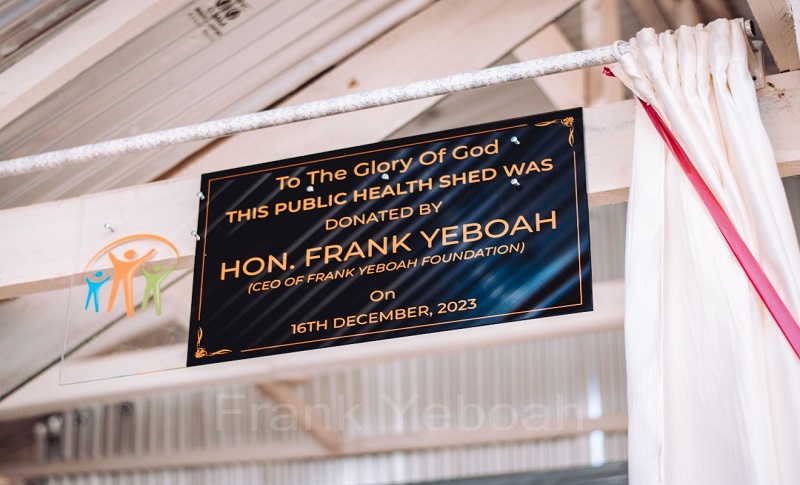 To The Glory Of God
THIS PUBLIC HEALTH SHED WAS
DONATED BY
HON. FRANK YEBOAH
(CEO OF FRANK YEBOAH FOUNDATION)
On
16TH DECEMBER, 2023
Frank Yeboah